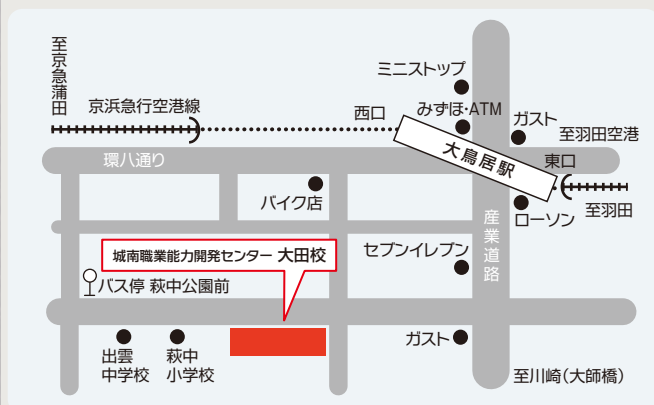 至京急蒲田
ミニストップ
京浜急行空港線
西口
みずほ・ATM
ガスト
至羽田空港
環八通り
大鳥居駅
東口
バイク店
ローソン
至羽田
産業道路
城南職業能力開発センター 大田校
セブンイレブン
バス停 萩中公園前
出雲
中学校
萩中
小学校
ガスト
至川崎(大師橋)